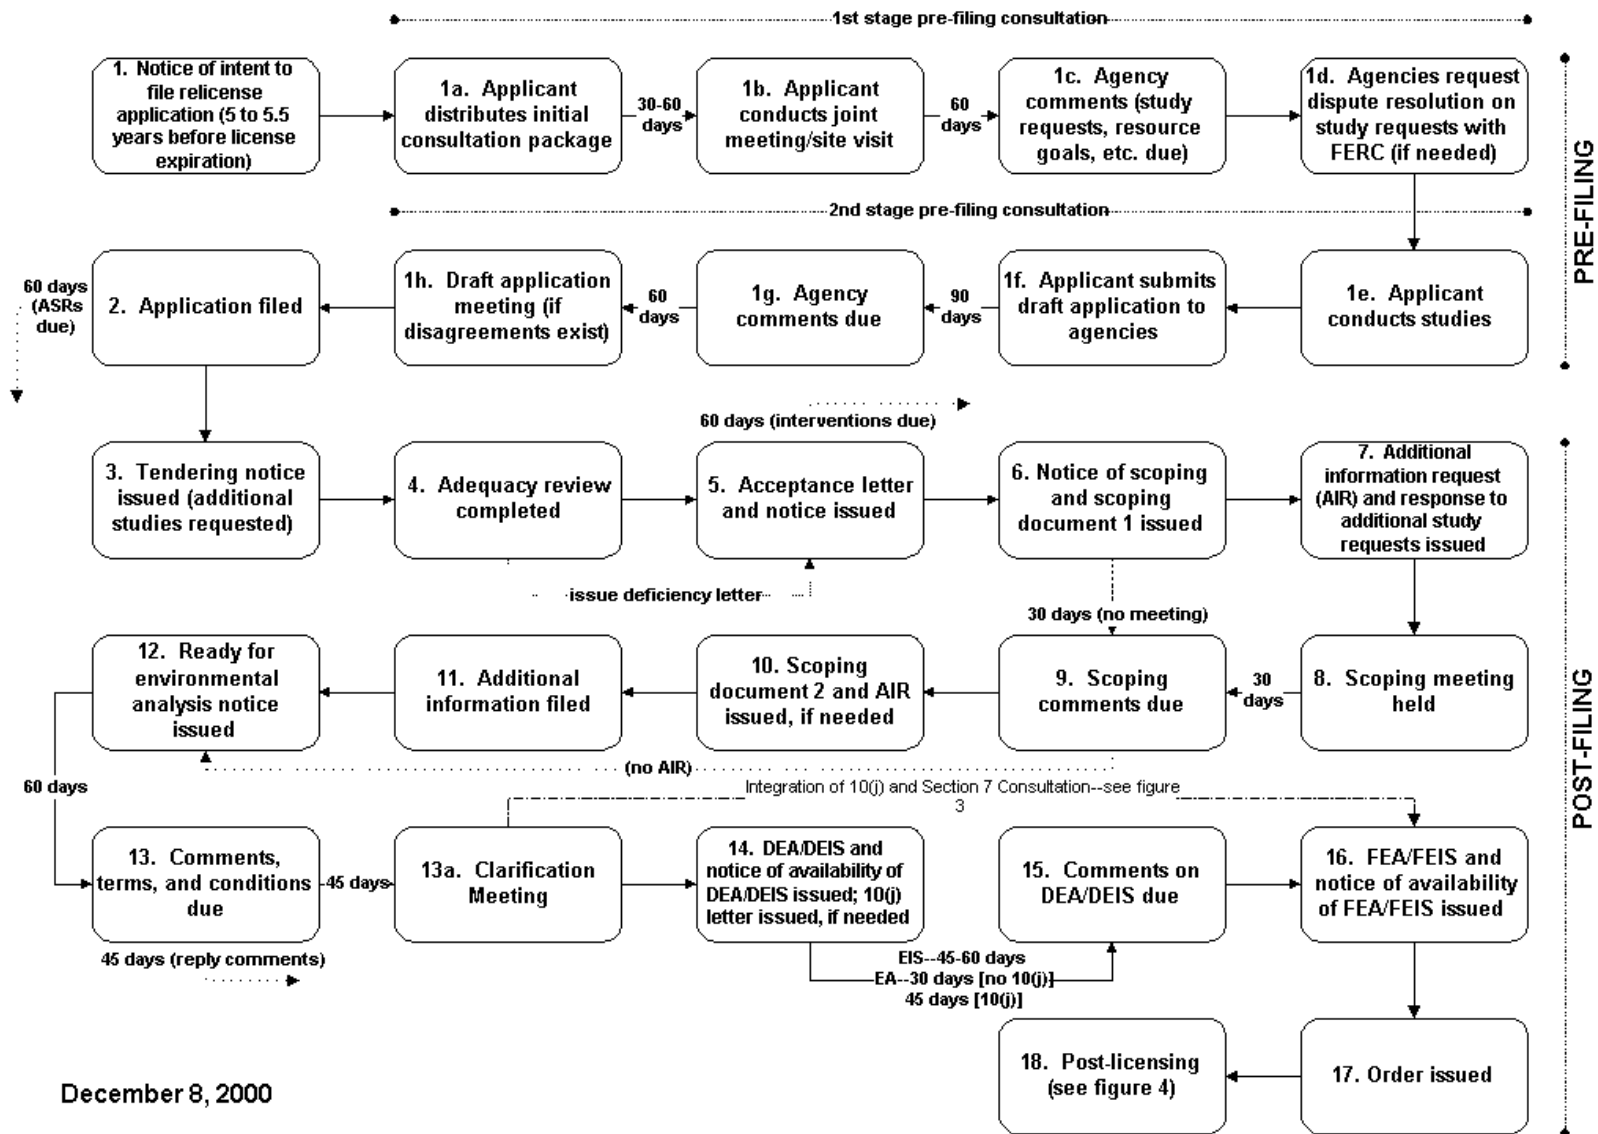 1st stage pre-filing consultation
1. Notice of intent to
file relicense
application (5 to 5.5
years before license
expiration)
1a. Applicant
distributes initial
consultation package
30-60
days
1b. Applicant
conducts joint
meeting/site visit
60
days
1c. Agency
comments (study
requests, resource
goals, etc. due)
1d. Agencies request
dispute resolution on
study requests with
FERC (if needed)
PRE-FILING
2nd stage pre-filing consultation
60 days
(ASRs
due)
2. Application filed
1h. Draft application
meeting (if
disagreements exist)
60
days
1g. Agency
comments due
90
days
1f. Applicant submits
draft application to
agencies
1e. Applicant
conducts studies
60 days (interventions due)
3. Tendering notice
issued (additional
studies requested)
4. Adequacy review
completed
5. Acceptance letter
and notice issued
6. Notice of scoping
and scoping
document 1 issued
7. Additional
information request
(AIR) and response to
additional study
requests issued
issue deficiency letter
30 days (no meeting)
12. Ready for
environmental
analysis notice
issued
11. Additional
information filed
10. Scoping
document 2 and AIR
issued, if needed
9. Scoping
comments due
30
days
8. Scoping meeting
held
POST-FILING
(no AIR)
60 days
Integration of 10(j) and Section 7 Consultation--see figure
3
13. Comments,
terms, and conditions
due
45 days
13a. Clarification
Meeting
14. DEA/DEIS and
notice of availability of
DEA/DEIS issued; 10(j)
letter issued, if needed
15. Comments on
DEA/DEIS due
16. FEA/FEIS and
notice of availability
of FEA/FEIS issued
45 days (reply comments)
EIS--45-60 days
EA--30 days [no 10(j)]
45 days [10(j)]
18. Post-licensing
(see figure 4)
17. Order issued
December 8, 2000